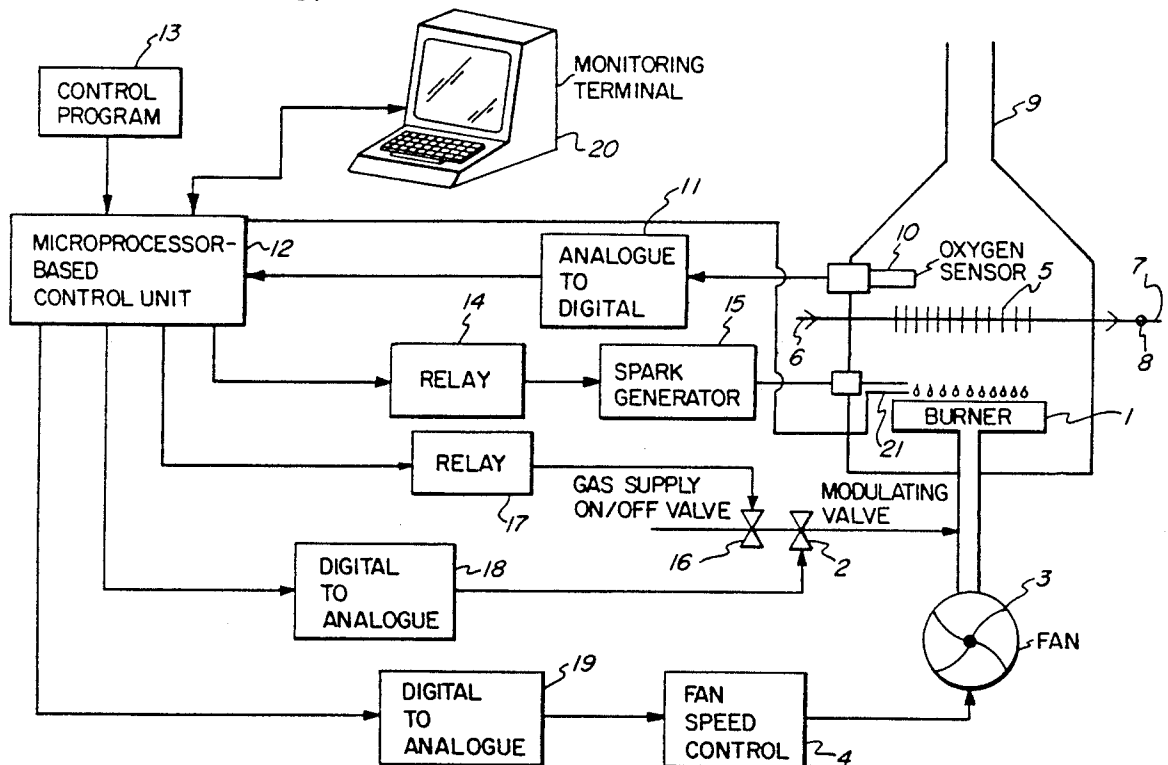 13
CONTROL
PROGRAM
MONITORING
TERMINAL
20
9
11
MICROPROCESSOR-
BASED
CONTROL UNIT
12
ANALOGUE
TO
DIGITAL
10
OXYGEN
SENSOR
5
7
6
8
14
RELAY
15
SPARK
GENERATOR
BURNER
1
21
RELAY
17
GAS SUPPLY
ON/OFF VALVE
MODULATING
VALVE
16
2
DIGITAL
TO
ANALOGUE
18
3
FAN
19
DIGITAL
TO
ANALOGUE
FAN
SPEED
CONTROL
4